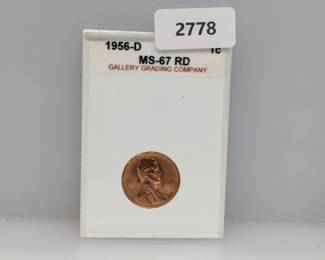 2778
1956-D 1C
MS-67 RD
GALLERY GRADING COMPANY